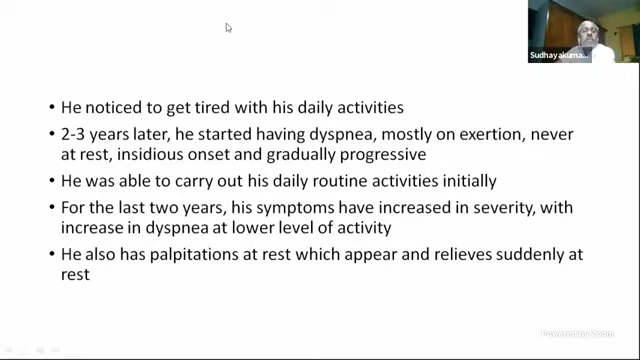 Sudhayakuma...
• He noticed to get tired with his daily activities
• 2-3 years later, he started having dyspnea, mostly on exertion, never
at rest, insidious onset and gradually progressive
• He was able to carry out his daily routine activities initially
• For the last two years, his symptoms have increased in severity, with
increase in dyspnea at lower level of activity
• He also has palpitations at rest which appear and relieves suddenly at
rest
Powered by Zoom